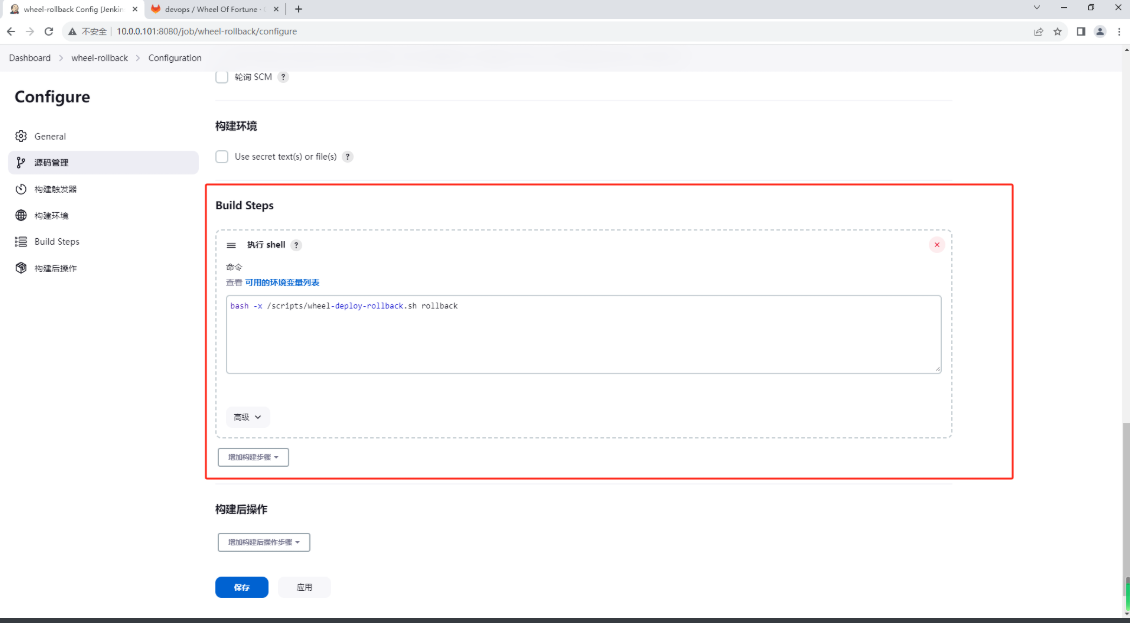 wheel-rollback Config [Jenkin
devops / Wheel Of Fortune ·
不安全 10.0.0.101:8080/job/wheel-rollback/configure
Dashboard > wheel-rollback > Configuration
Configure
General
源码管理
构建触发器
构建环境
Build Steps
构建后操作
轮询 SCM ?
构建环境
Use secret text(s) or file(s) ?
Build Steps
执行 shell ?
命令
查看 可用的环境变量列表
bash -x /scripts/wheel-deploy-rollback.sh rollback
高级
增加构建步骤
构建后操作
增加构建后操作步骤
保存
应用